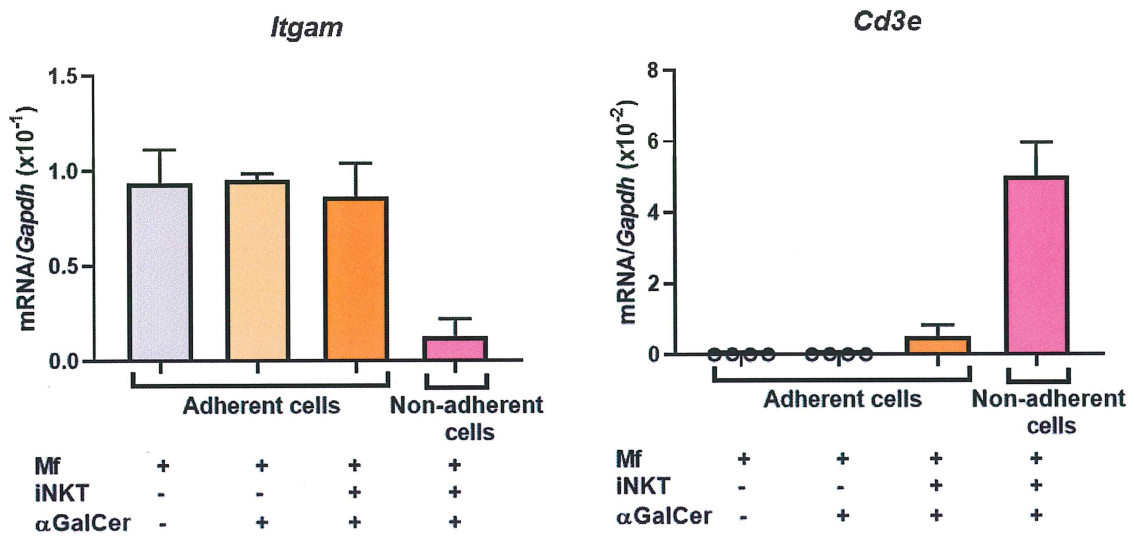 Itgam
mRNA/Gapdh (x10⁻¹)
1.5
1.0
0.5
0.0
Adherent cells
Non-adherent
cells
Mf + + + +
iNKT - - + +
αGalCer - + + +
Cd3e
mRNA/Gapdh (x10⁻²)
8
6
4
2
0
Adherent cells
Non-adherent
cells
Mf + + + +
iNKT - - + +
αGalCer - + + +